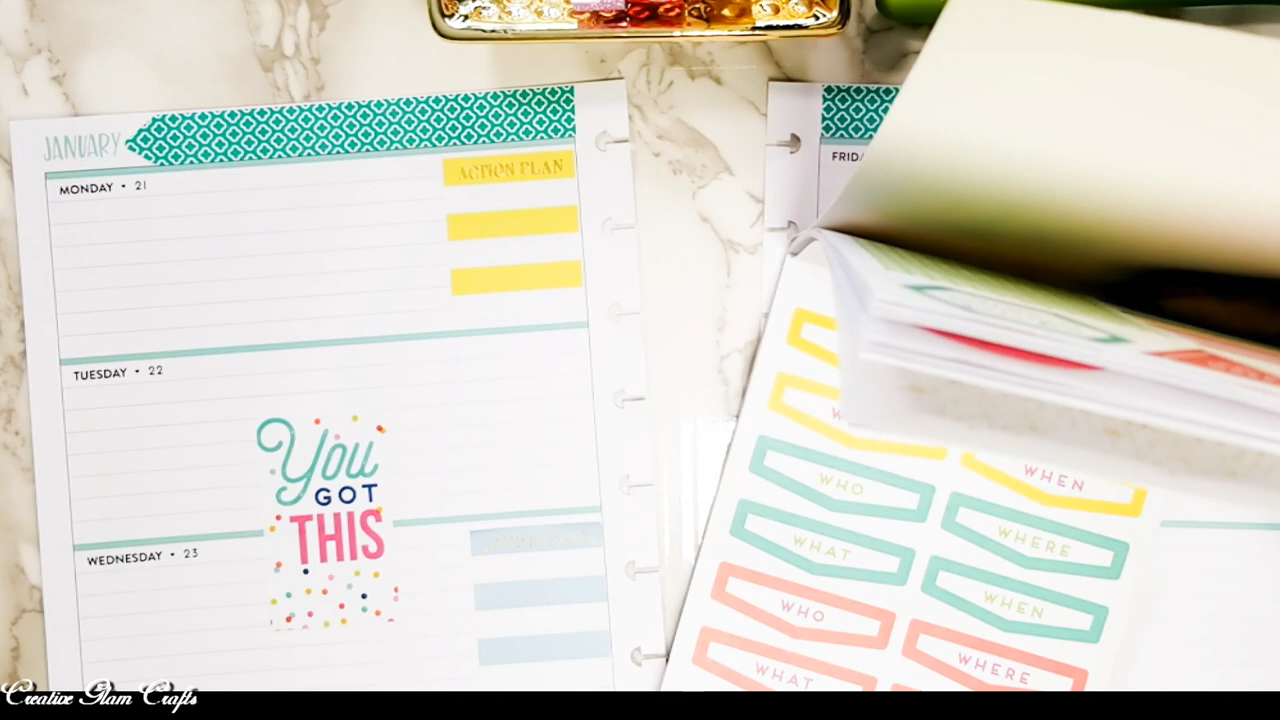 JANUARY
MONDAY • 21
ACTION PLAN
TUESDAY • 22
You
GOT
THIS
WEDNESDAY • 23
WHEN
WHO
WHERE
WHAT
WHEN
WHO
WHERE
WHAT
Creative Glam Crafts